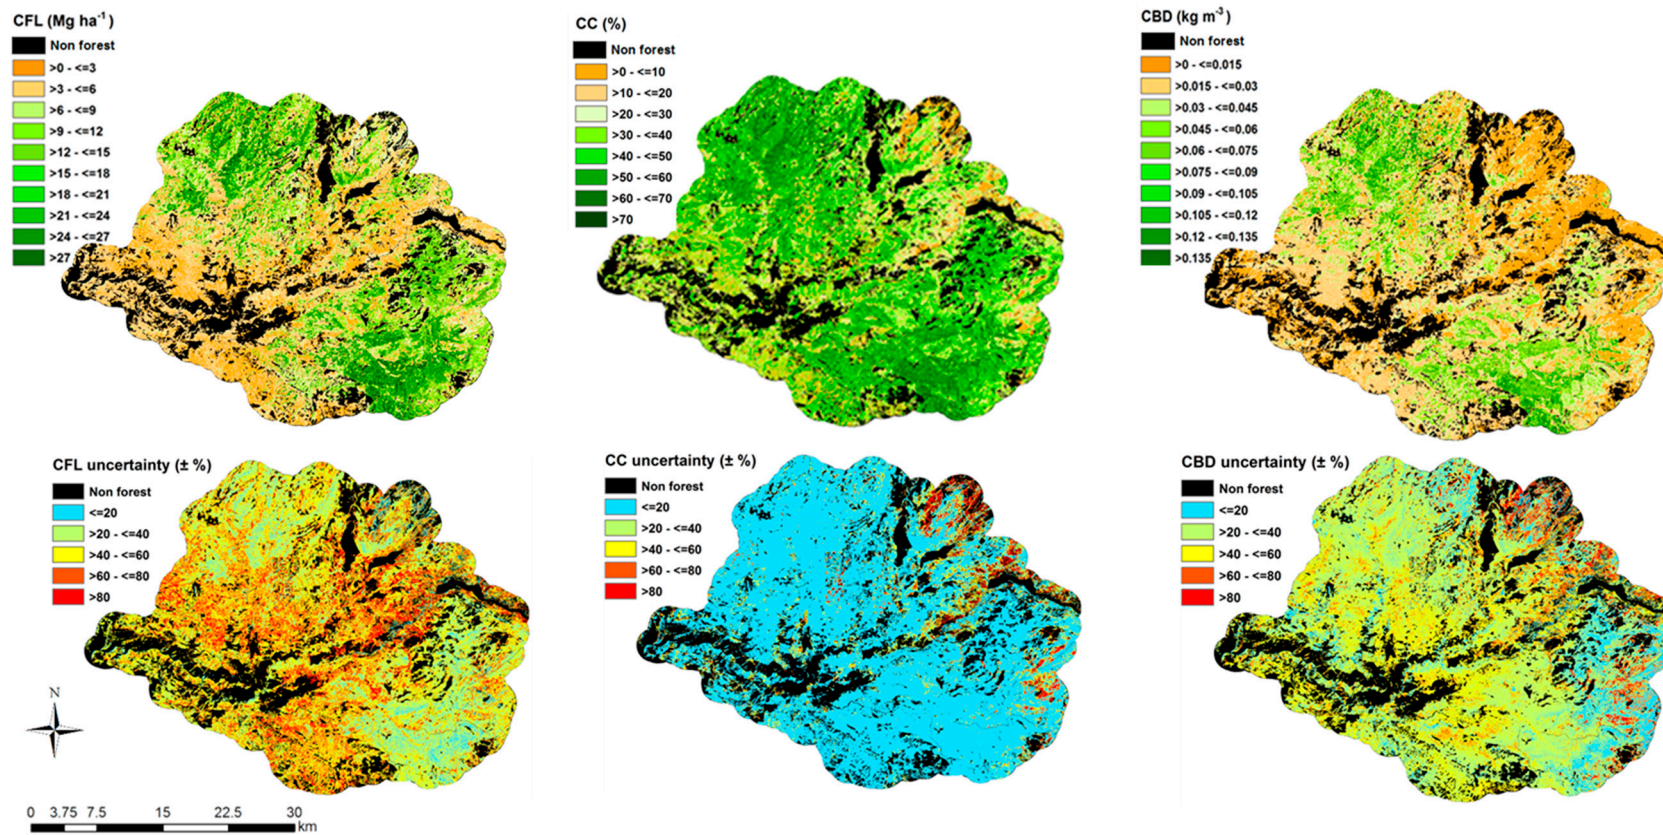 CFL (Mg ha-1)
Non forest
>0 - <=3
>3 - <=6
>6 - <=9
>9 - <=12
>12 - <=15
>15 - <=18
>18 - <=21
>21 - <=24
>24 - <=27
>27
CC (%)
Non forest
>0 - <=10
>10 - <=20
>20 - <=30
>30 - <=40
>40 - <=50
>50 - <=60
>60 - <=70
>70
CBD (kg m-3)
Non forest
>0 - <=0.015
>0.015 - <=0.03
>0.03 - <=0.045
>0.045 - <=0.06
>0.06 - <=0.075
>0.075 - <=0.09
>0.09 - <=0.105
>0.105 - <=0.12
>0.12 - <=0.135
>0.135
CFL uncertainty (± %)
Non forest
<=20
>20 - <=40
>40 - <=60
>60 - <=80
>80
CC uncertainty (± %)
Non forest
<=20
>20 - <=40
>40 - <=60
>60 - <=80
>80
CBD uncertainty (± %)
Non forest
<=20
>20 - <=40
>40 - <=60
>60 - <=80
>80
N
0 3.75 7.5 15 22.5 30
km